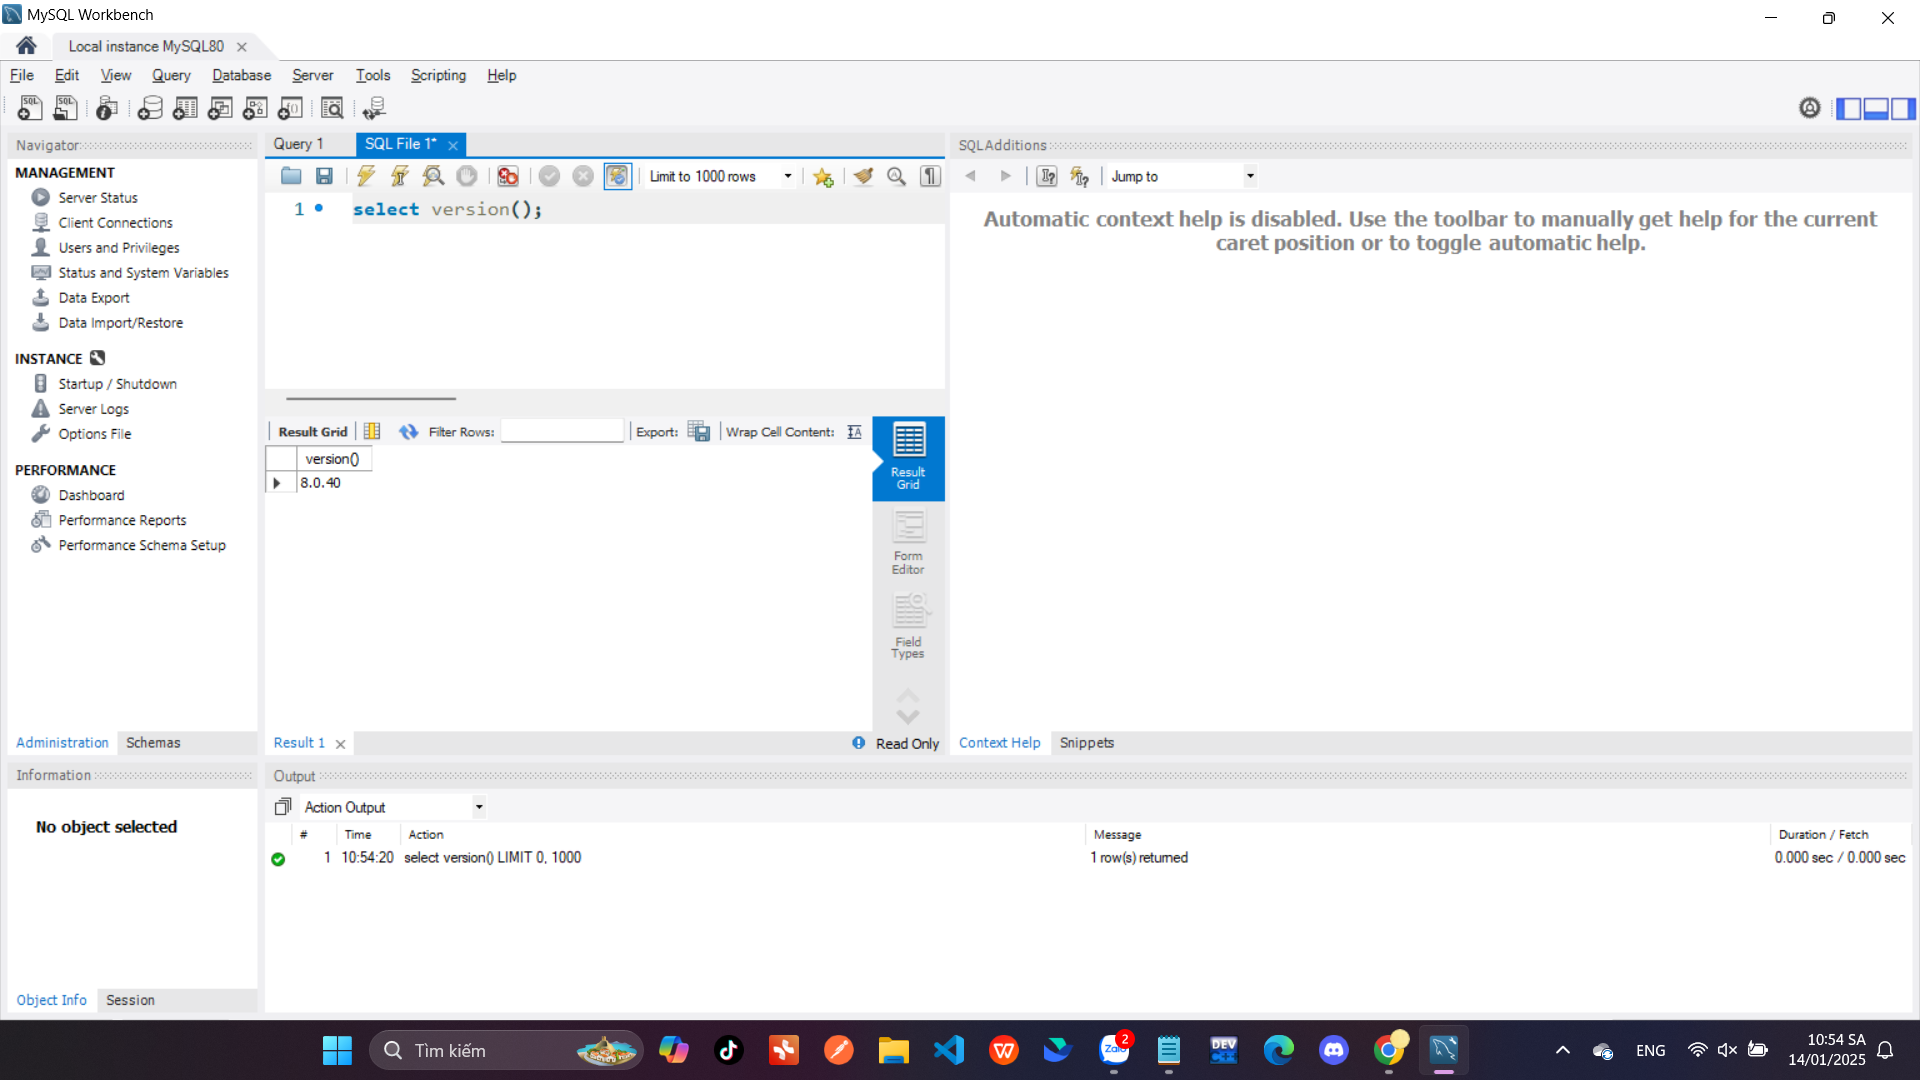 MySQL Workbench
Local instance MySQL80
File Edit View Query Database Server Tools Scripting Help
Navigator
MANAGEMENT
Server Status
Client Connections
Users and Privileges
Status and System Variables
Data Export
Data Import/Restore
INSTANCE
Startup / Shutdown
Server Logs
Options File
PERFORMANCE
Dashboard
Performance Reports
Performance Schema Setup
Administration Schemas
Query 1 SQL File 1*
Limit to 1000 rows
1 select version();
Result Grid Filter Rows: Export: Wrap Cell Content:
version()
8.0.40
Result Grid
Form Editor
Field Types
Result 1 Read Only
SQLAdditions
Jump to
Automatic context help is disabled. Use the toolbar to manually get help for the current
caret position or to toggle automatic help.
Context Help Snippets
Information
No object selected
Object Info Session
Output
Action Output
# Time Action Message Duration / Fetch
1 10:54:20 select version() LIMIT 0, 1000 1 row(s) returned 0.000 sec / 0.000 sec
Tìm kiếm
Zalo 2
DEV C++
ENG
10:54 SA
14/01/2025